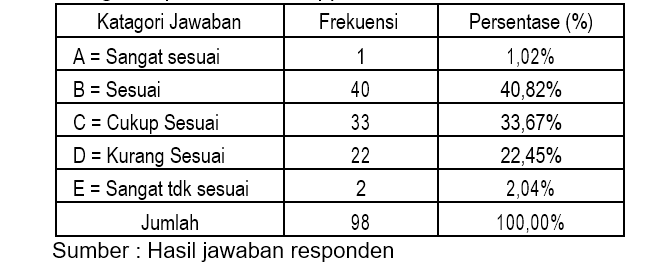 Katagori Jawaban Frekuensi Persentase (%)
A = Sangat sesuai 1 1,02%
B = Sesuai 40 40,82%
C = Cukup Sesuai 33 33,67%
D = Kurang Sesuai 22 22,45%
E = Sangat tdk sesuai 2 2,04%
Jumlah 98 100,00%
Sumber : Hasil jawaban responden